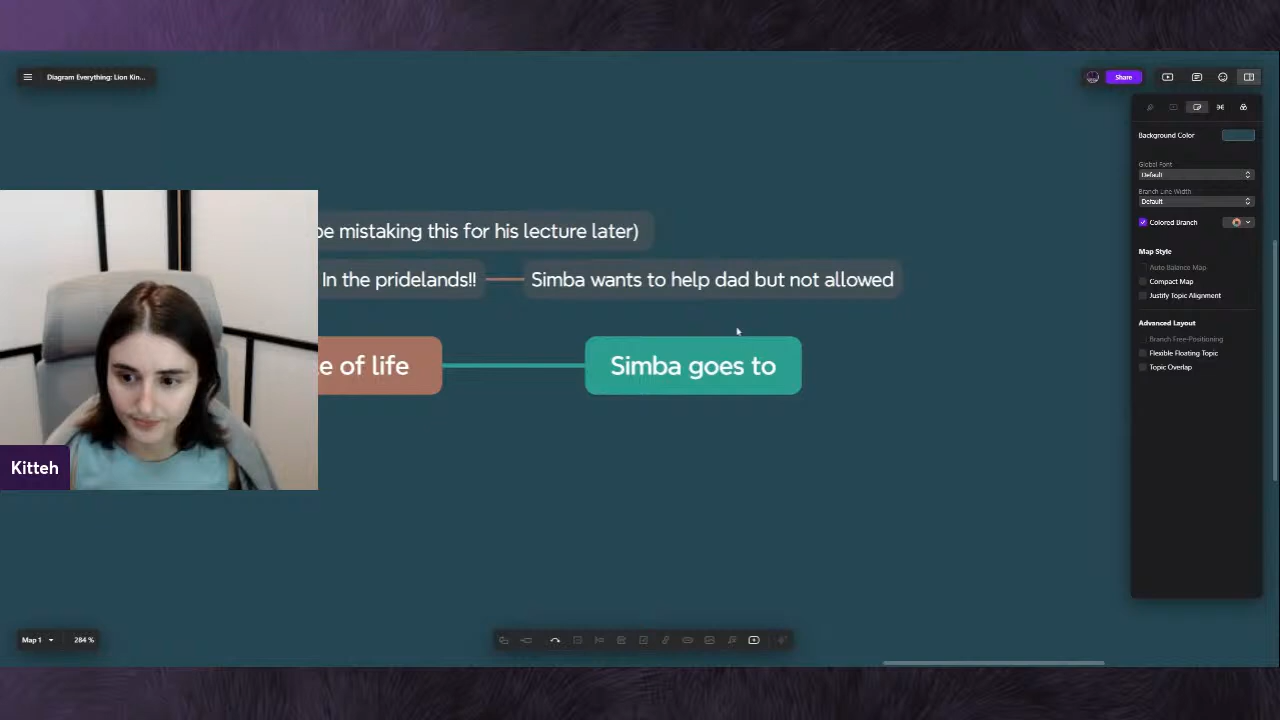 Diagram Everything: Lion Kin...
Share
Background Color
Global Font
Default
Branch Line Width
Default
Colored Branch
Map Style
Auto Balance Map
Compact Map
Justify Topic Alignment
Advanced Layout
Branch Free-Positioning
Flexible Floating Topic
Topic Overlap
be mistaking this for his lecture later)
In the pridelands!! Simba wants to help dad but not allowed
e of life Simba goes to
Kitteh
Map 1 284 %